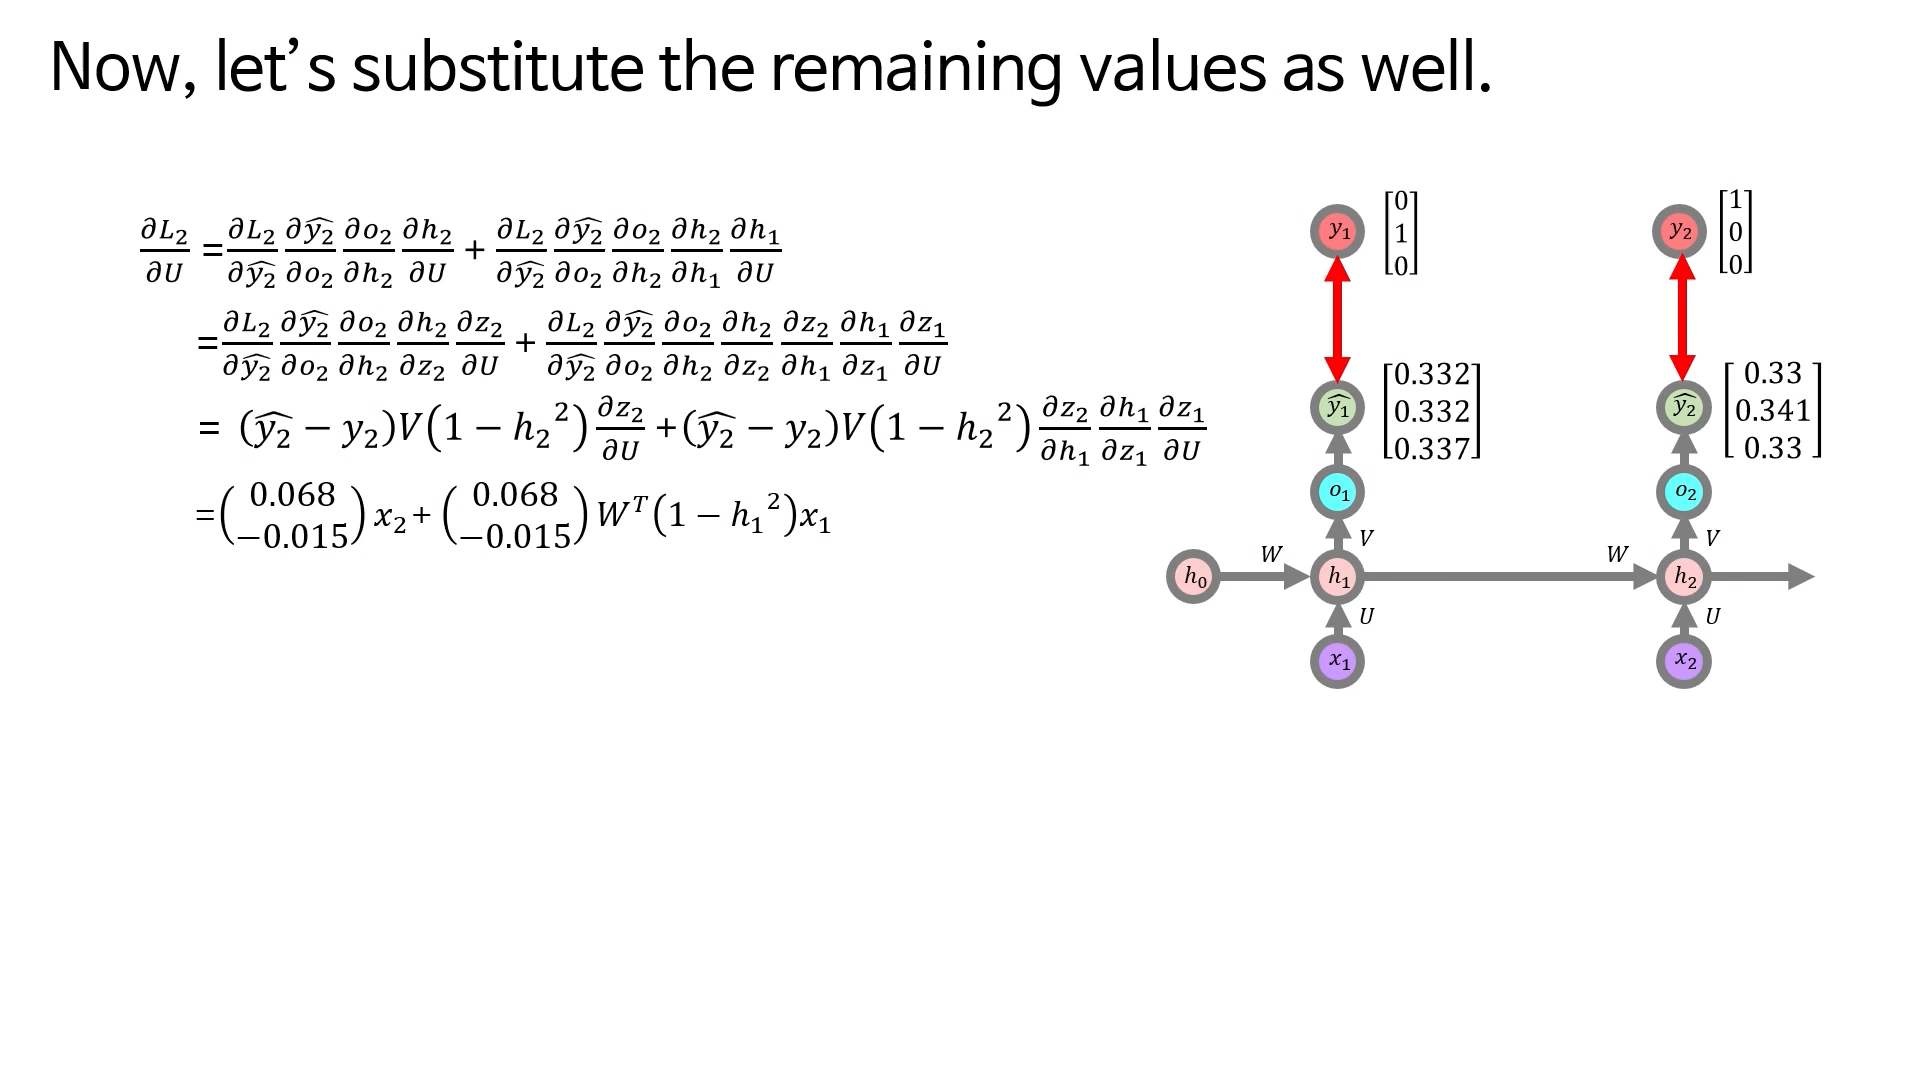 Now, let’s substitute the remaining values as well.
∂L₂/∂U = ∂L₂/∂ŷ₂ ∂ŷ₂/∂o₂ ∂o₂/∂h₂ ∂h₂/∂U + ∂L₂/∂ŷ₂ ∂ŷ₂/∂o₂ ∂o₂/∂h₂ ∂h₂/∂h₁ ∂h₁/∂U
= ∂L₂/∂ŷ₂ ∂ŷ₂/∂o₂ ∂o₂/∂h₂ ∂h₂/∂z₂ ∂z₂/∂U + ∂L₂/∂ŷ₂ ∂ŷ₂/∂o₂ ∂o₂/∂h₂ ∂h₂/∂z₂ ∂z₂/∂h₁ ∂h₁/∂z₁ ∂z₁/∂U
= (ŷ₂ − y₂)V(1 − h₂²) ∂z₂/∂U + (ŷ₂ − y₂)V(1 − h₂²) ∂z₂/∂h₁ ∂h₁/∂z₁ ∂z₁/∂U
= (0.068 −0.015) x₂ + (0.068 −0.015) Wᵀ(1 − h₁²)x₁
y₁
0
1
0
y₂
1
0
0
ŷ₁
0.332
0.332
0.337
ŷ₂
0.33
0.341
0.33
o₁
o₂
V
V
W
W
h₀
h₁
h₂
U
U
x₁
x₂